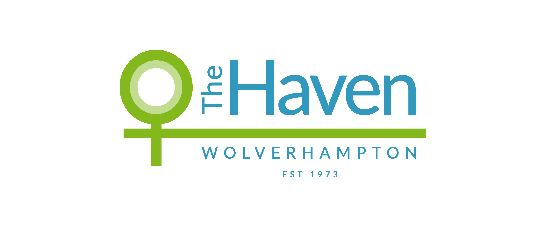 The Haven
WOLVERHAMPTON
EST 1973